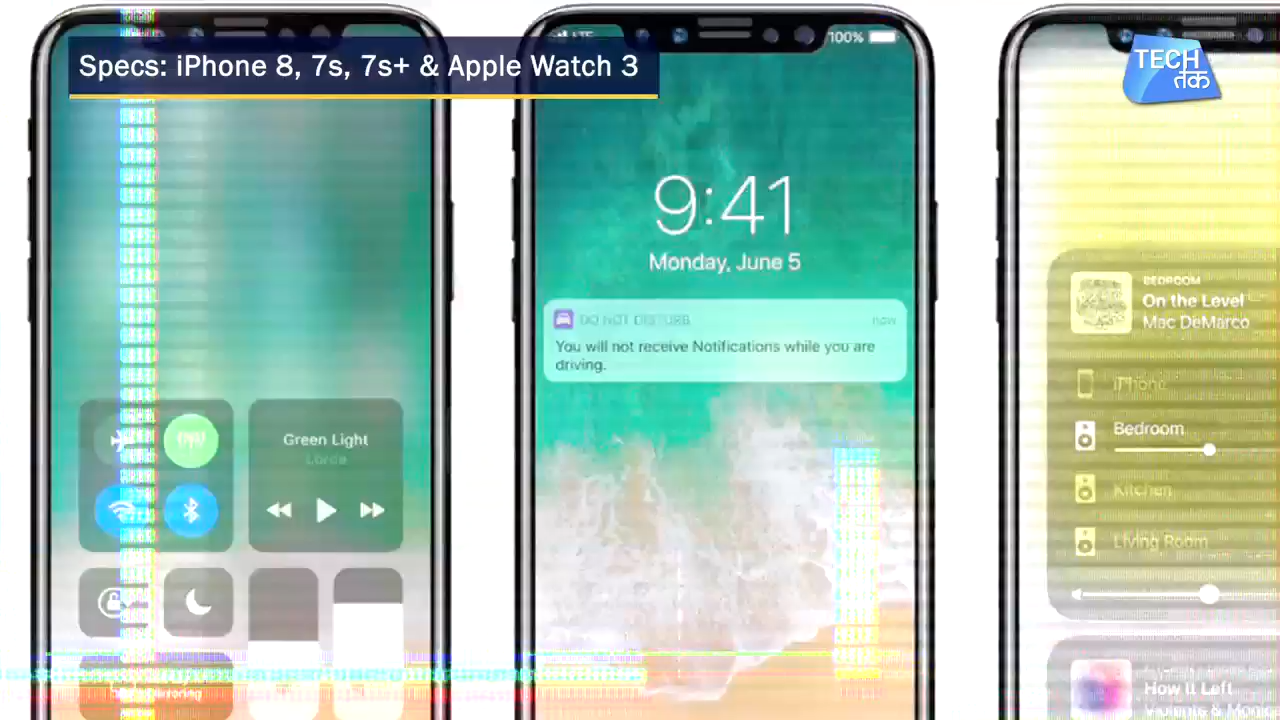 Specs: iPhone 8, 7s, 7s+ & Apple Watch 3
TECH
तक
LTE
100%
9:41
Monday, June 5
DO NOT DISTURB
now
You will not receive Notifications while you are
driving.
Green Light
Lorde
BEDROOM
On the Level
Mac DeMarco
iPhone
Bedroom
Kitchen
Living Room
How It Left